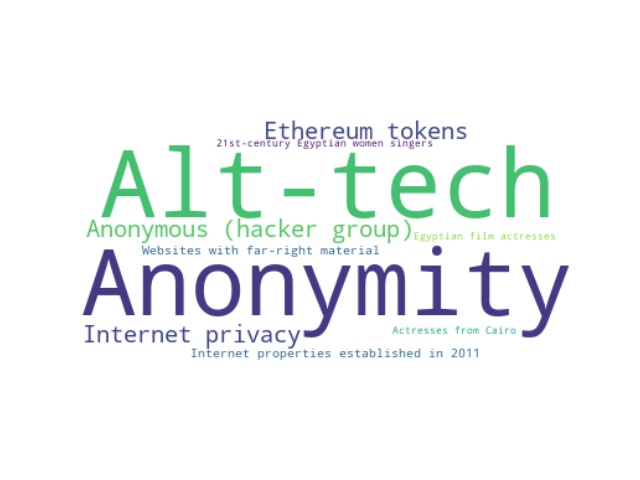 Ethereum tokens
21st-century Egyptian women singers
Alt-tech
Anonymous (hacker group)
Egyptian film actresses
Websites with far-right material
Anonymity
Internet privacy
Actresses from Cairo
Internet properties established in 2011